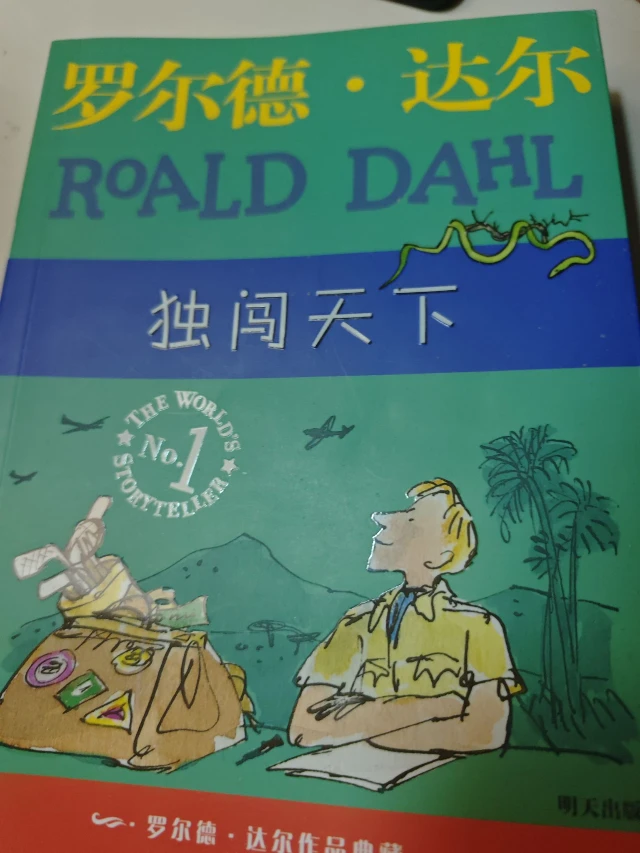 罗尔德·达尔
ROALD DAHL
独闯天下
THE WORLD'S
No.1
STORYTELLER
明天出版
罗尔德·达尔作品典藏